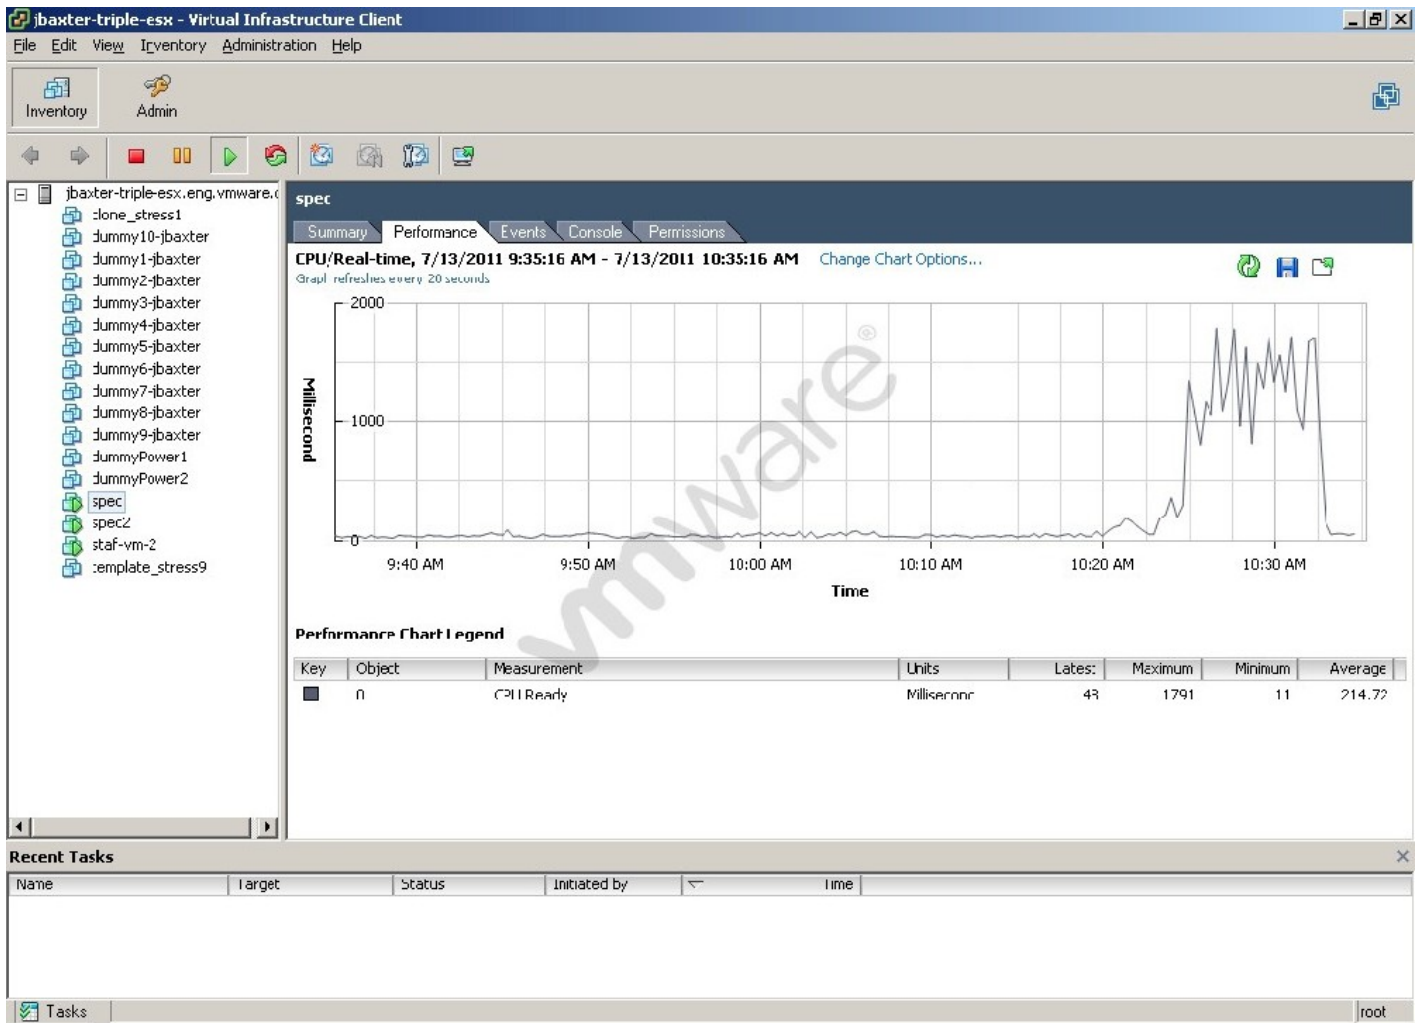 jbaxter-triple-esx - Virtual Infrastructure Client
File Edit View Inventory Administration Help
Inventory Admin
jbaxter-triple-esx.eng.vmware.c
clone_stress1
dummy10-jbaxter
dummy1-jbaxter
dummy2-jbaxter
dummy3-jbaxter
dummy4-jbaxter
dummy5-jbaxter
dummy6-jbaxter
dummy7-jbaxter
dummy8-jbaxter
dummy9-jbaxter
dummyPower1
dummyPower2
spec
spec2
staf-vm-2
template_stress9
spec
Summary Performance Events Console Permissions
CPU/Real-time, 7/13/2011 9:35:16 AM - 7/13/2011 10:35:16 AM Change Chart Options...
Graph refreshes every 20 seconds
2000
1000
0
Millisecond
vmware®
9:40 AM 9:50 AM 10:00 AM 10:10 AM 10:20 AM 10:30 AM
Time
Performance Chart Legend
Key Object Measurement Units Latest Maximum Minimum Average
0 CPU Ready Millisecond 1791 11 214.72
Recent Tasks
Name Target Status Initiated by Time
Tasks root